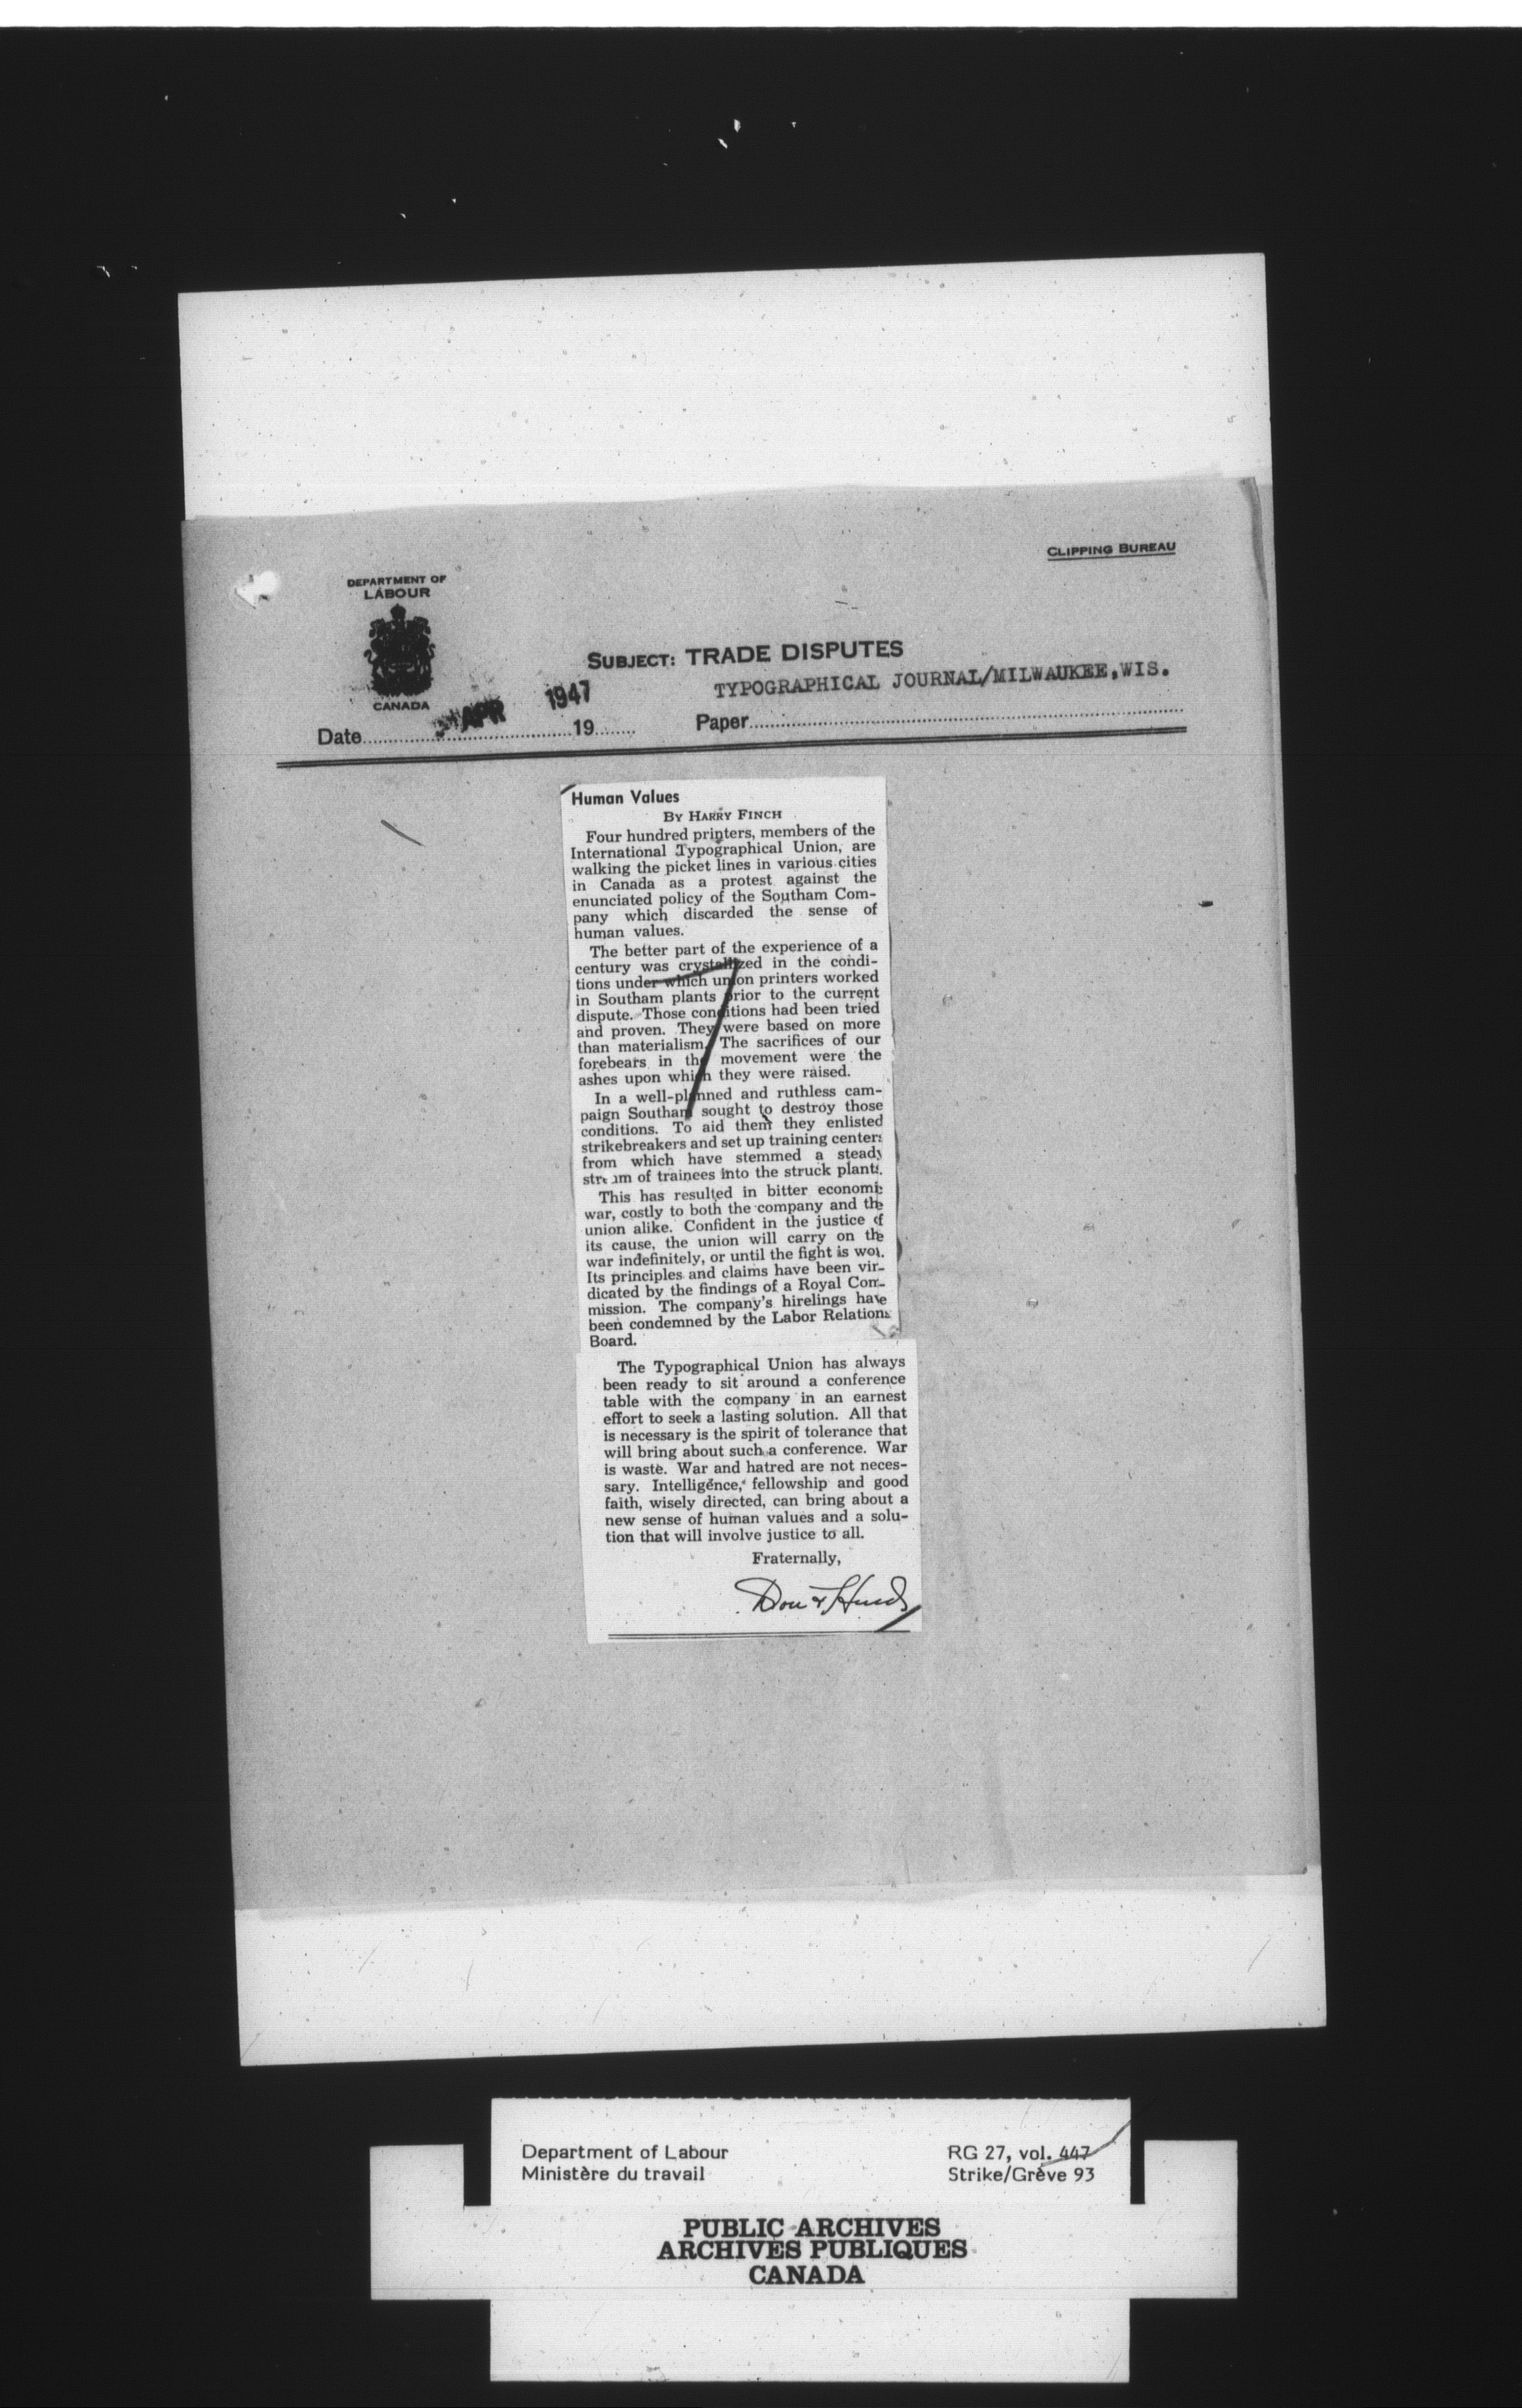 CLIPPING BUREAU
DEPARTMENT OF
LABOUR
CANADA
SUBJECT: TRADE DISPUTES
TYPOGRAPHICAL JOURNAL/MILWAUKEE, WIS.
APR 1947
Date..........19....... Paper..........
Human Values
BY HARRY FINCH
Four hundred printers, members of the
International Typographical Union, are
walking the picket lines in various cities
in Canada as a protest against the
enunciated policy of the Southam Com-
pany which discarded the sense of
human values.
The better part of the experience of a
century was crystallized in the condi-
tions under which union printers worked
in Southam plants prior to the current
dispute. Those conditions had been tried
and proven. They were based on more
than materialism. The sacrifices of our
forebears in the movement were the
ashes upon which they were raised.
In a well-planned and ruthless cam-
paign Southam sought to destroy those
conditions. To aid them they enlisted
strikebreakers and set up training centers
from which have stemmed a steady
stream of trainees into the struck plants.
This has resulted in bitter economic
war, costly to both the company and the
union alike. Confident in the justice of
its cause, the union will carry on the
war indefinitely, or until the fight is won.
Its principles and claims have been vin-
dicated by the findings of a Royal Com-
mission. The company's hirelings have
been condemned by the Labor Relations
Board.
The Typographical Union has always
been ready to sit around a conference
table with the company in an earnest
effort to seek a lasting solution. All that
is necessary is the spirit of tolerance that
will bring about such a conference. War
is waste. War and hatred are not neces-
sary. Intelligence, fellowship and good
faith, wisely directed, can bring about a
new sense of human values and a solu-
tion that will involve justice to all.
Fraternally,
Department of Labour
Ministère du travail
RG 27, vol. 447
Strike/Grève 93
PUBLIC ARCHIVES
ARCHIVES PUBLIQUES
CANADA